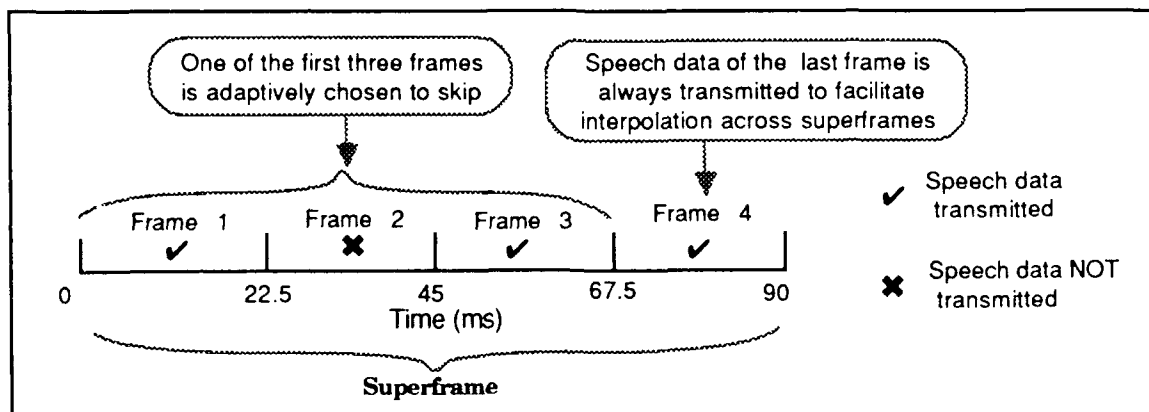 One of the first three frames
is adaptively chosen to skip
Speech data of the last frame is
always transmitted to facilitate
interpolation across superframes
Frame 1
Frame 2
Frame 3
Frame 4
0
22.5
45
67.5
90
Time (ms)
Superframe
Speech data
transmitted
Speech data NOT
transmitted